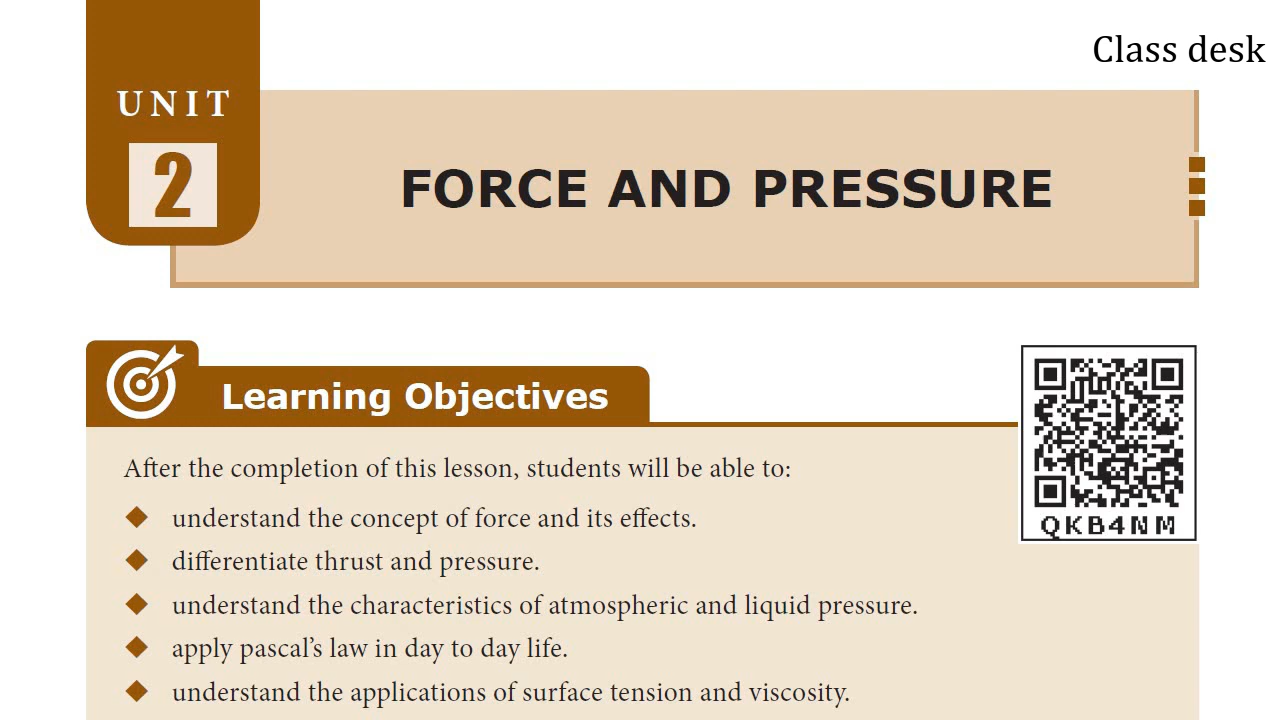 Class desk
UNIT
2
FORCE AND PRESSURE
Learning Objectives
After the completion of this lesson, students will be able to:
understand the concept of force and its effects.
differentiate thrust and pressure.
understand the characteristics of atmospheric and liquid pressure.
apply pascal’s law in day to day life.
understand the applications of surface tension and viscosity.
QKB4NM